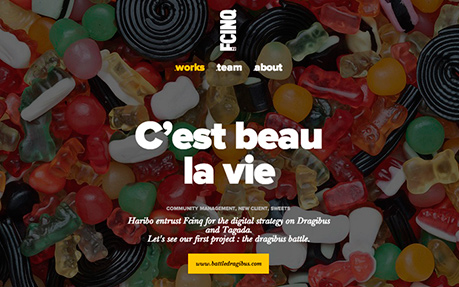 FCINQ
.works .team .about
C'est beau
la vie
COMMUNITY MANAGEMENT, NEW CLIENT, SWEETS
Haribo entrust Fcinq for the digital strategy on Dragibus
and Tagada.
Let's see our first project : the dragibus battle.
www.battledragibus.com